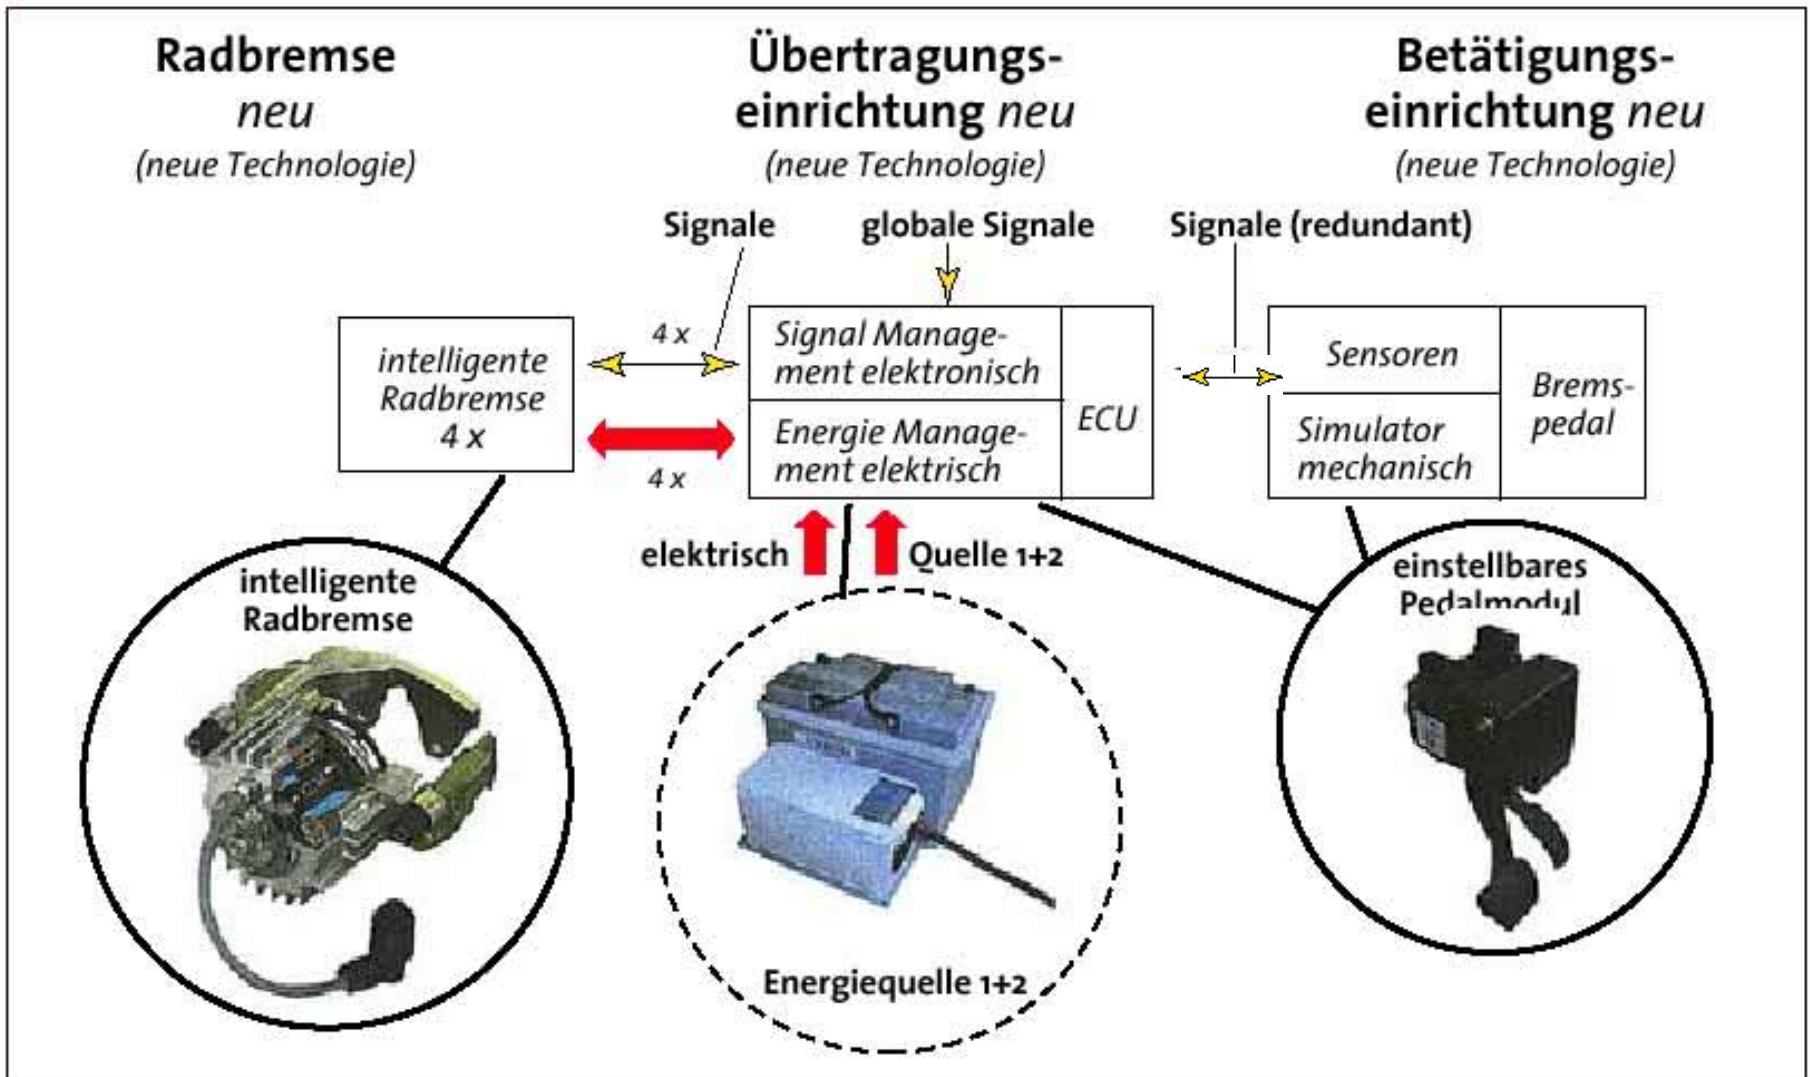 Radbremse
neu
(neue Technologie)
Übertragungs-
einrichtung neu
(neue Technologie)
Betätigungs-
einrichtung neu
(neue Technologie)
Signale
globale Signale
Signale (redundant)
intelligente
Radbremse
4 x
4 x
4 x
Signal Manage-
ment elektronisch
Energie Manage-
ment elektrisch
ECU
Sensoren
Simulator
mechanisch
Brems-
pedal
elektrisch
Quelle 1+2
intelligente
Radbremse
Energiequelle 1+2
einstellbares
Pedalmodul